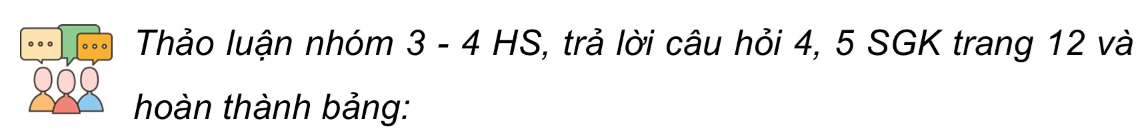 Thảo luận nhóm 3 - 4 HS, trả lời câu hỏi 4, 5 SGK trang 12 và
hoàn thành bảng: